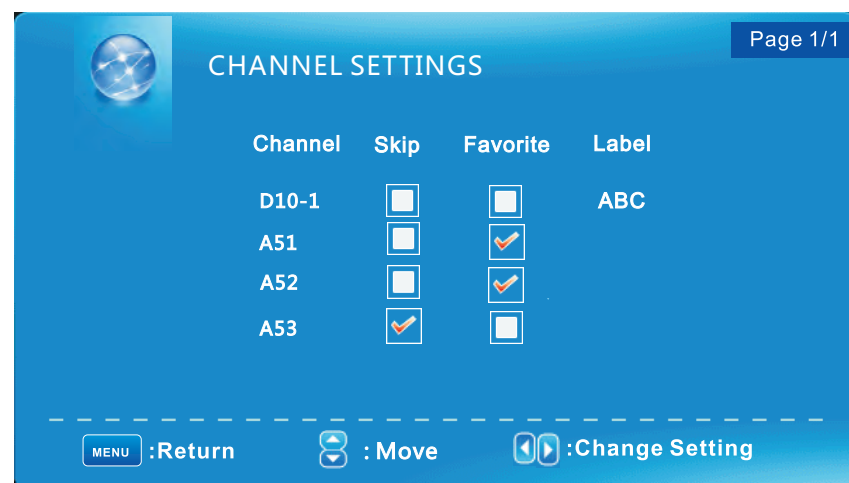 Page 1/1
CHANNEL SETTINGS
Channel Skip Favorite Label
D10-1 ABC
A51
A52
A53
MENU :Return : Move :Change Setting